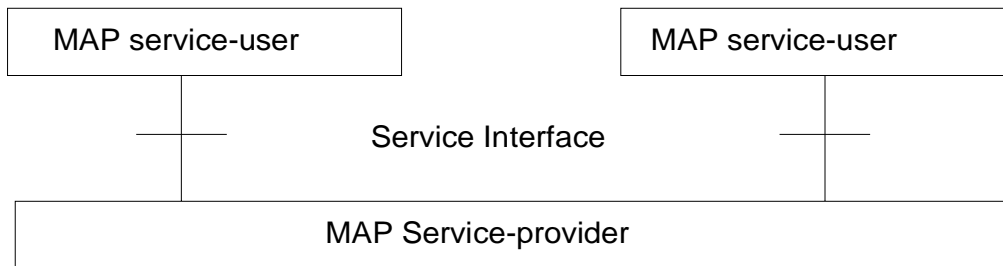 MAP service-user
MAP service-user
Service Interface
MAP Service-provider